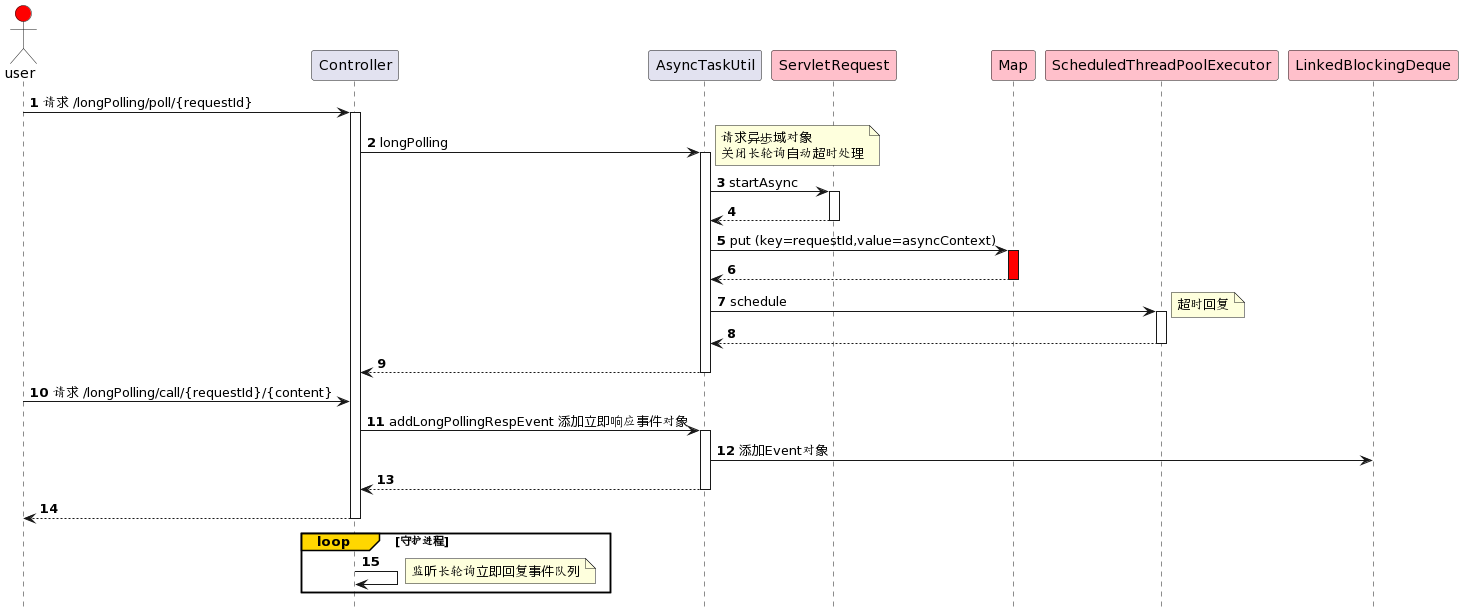 user
Controller
AsyncTaskUtil
ServletRequest
Map
ScheduledThreadPoolExecutor
LinkedBlockingDeque
1 请求 /longPolling/poll/{requestId}
2 longPolling
请求异步域对象
关闭长轮询自动超时处理
3 startAsync
4
5 put (key=requestId,value=asyncContext)
6
7 schedule
超时回复
8
9
10 请求 /longPolling/call/{requestId}/{content}
11 addLongPollingRespEvent 添加立即响应事件对象
12 添加Event对象
13
14
loop [守护进程]
15
监听长轮询立即回复事件队列